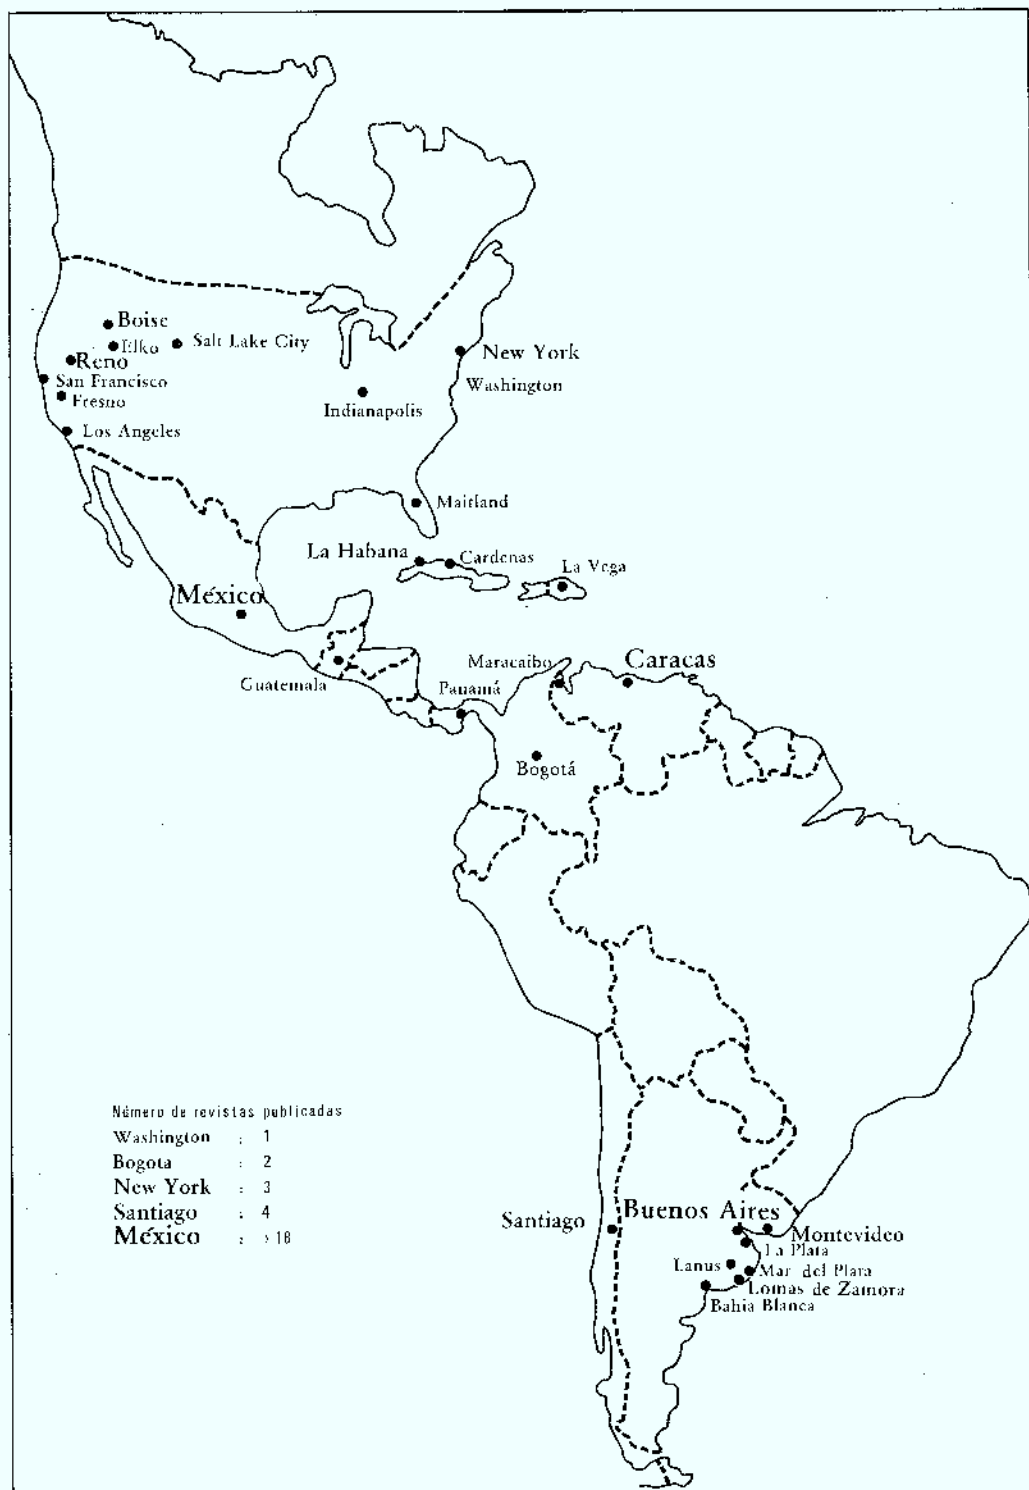 Boise
Elko
Salt Lake City
Reno
San Francisco
Fresno
Los Angeles
New York
Washington
Indianapolis
Maitland
La Habana
Cardenas
La Vega
México
Guatemala
Maracaibo
Caracas
Panamá
Bogotá
Número de revistas publicadas
Washington : 1
Bogota : 2
New York : 3
Santiago : 4
México : >18
Santiago
Buenos Aires
Montevideo
La Plata
Lanus
Mar del Plara
Lomas de Zamora
Bahia Blanca